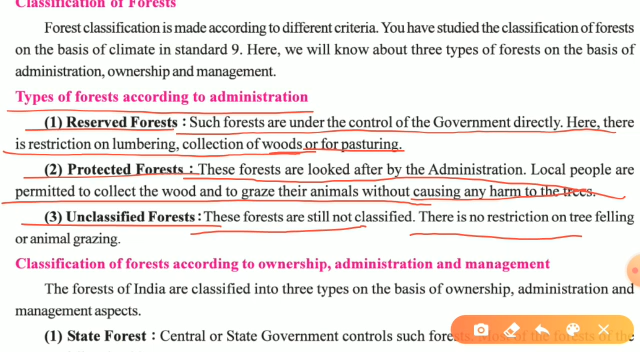 Classification of Forests
Forest classification is made according to different criteria. You have studied the classification of forests
on the basis of climate in standard 9. Here, we will know about three types of forests on the basis of
administration, ownership and management.
Types of forests according to administration
(1) Reserved Forests : Such forests are under the control of the Government directly. Here, there
is restriction on lumbering, collection of woods or for pasturing.
(2) Protected Forests : These forests are looked after by the Administration. Local people are
permitted to collect the wood and to graze their animals without causing any harm to the trees.
(3) Unclassified Forests : These forests are still not classified. There is no restriction on tree felling
or animal grazing.
Classification of forests according to ownership, administration and management
The forests of India are classified into three types on the basis of ownership, administration and
management aspects.
(1) State Forest : Central or State Government controls such forests. Most of the forests of the